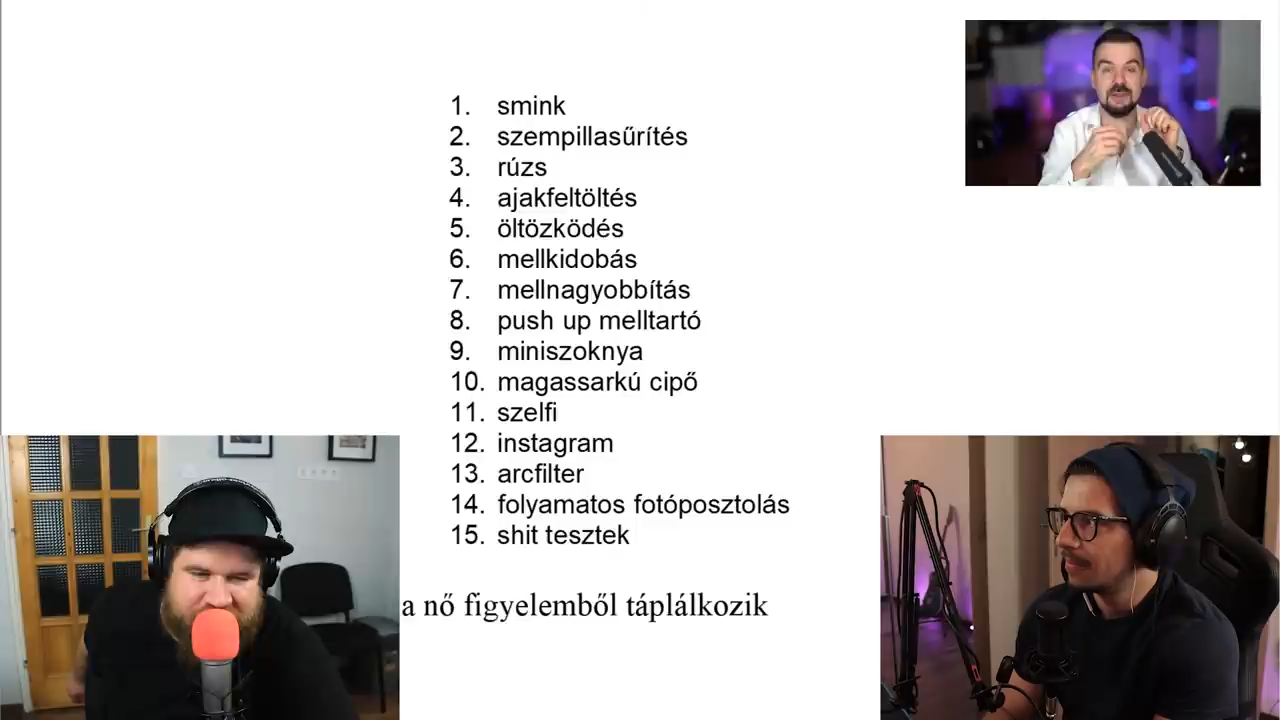 1. smink
2. szempillasűrítés
3. rúzs
4. ajakfeltöltés
5. öltözködés
6. mellkidobás
7. mellnagyobbítás
8. push up melltartó
9. miniszoknya
10. magassarkú cipő
11. szelfi
12. instagram
13. arcfilter
14. folyamatos fotóposztolás
15. shit tesztek
a nő figyelemből táplálkozik